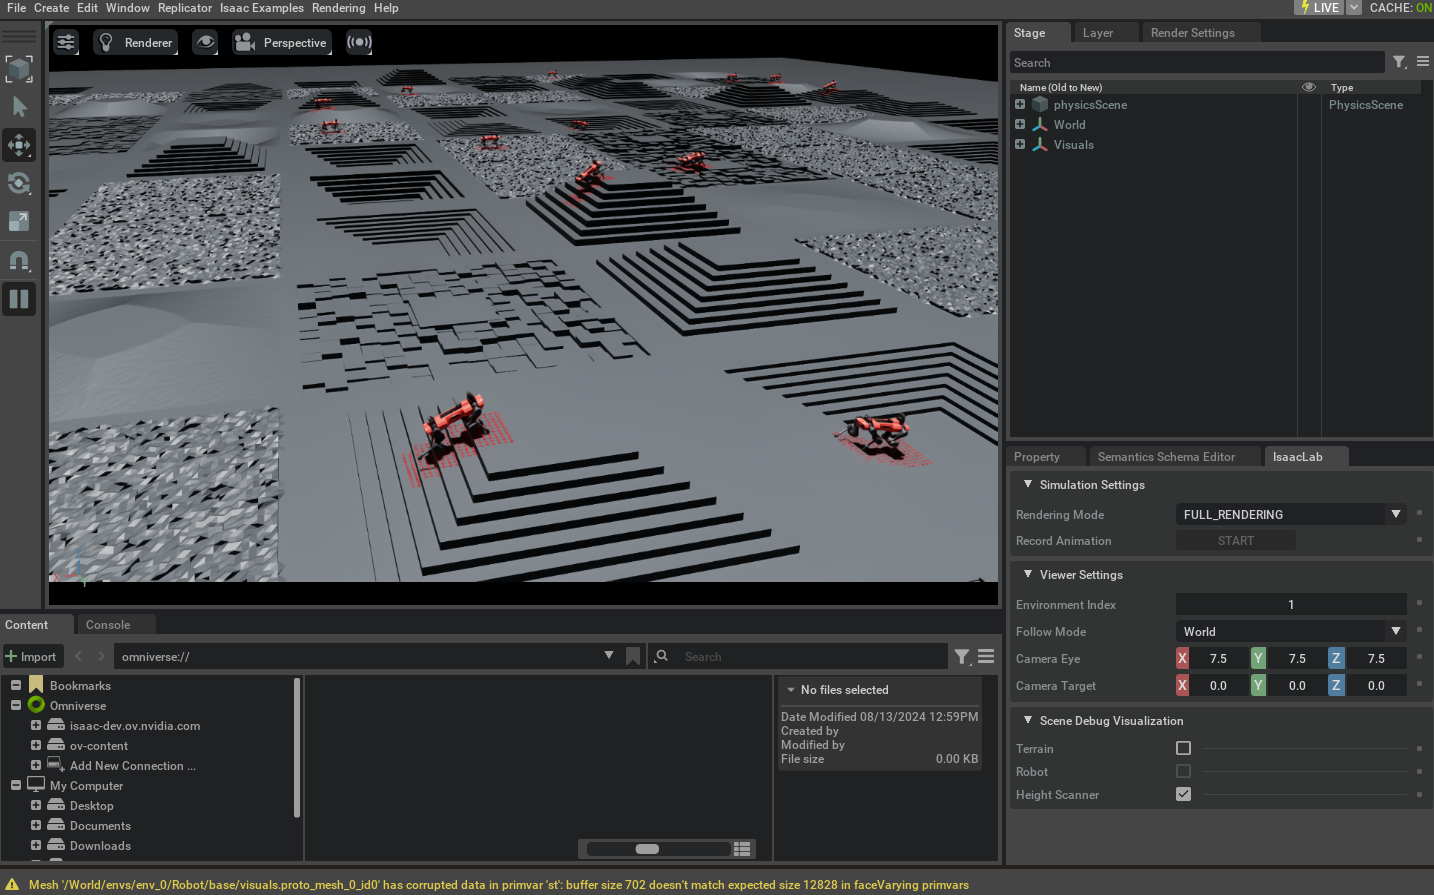 File Create Edit Window Replicator Isaac Examples Rendering Help
LIVE CACHE: ON
Renderer Perspective
Stage Layer Render Settings
Search
Name (Old to New) Type
physicsScene PhysicsScene
World
Visuals
Property Semantics Schema Editor IsaacLab
Simulation Settings
Rendering Mode FULL_RENDERING
Record Animation START
Viewer Settings
Environment Index 1
Follow Mode World
Camera Eye X 7.5 Y 7.5 Z 7.5
Camera Target X 0.0 Y 0.0 Z 0.0
Scene Debug Visualization
Terrain
Robot
Height Scanner
Content Console
Import omniverse:// Search
Bookmarks
Omniverse
isaac-dev.ov.nvidia.com
ov-content
Add New Connection ...
My Computer
Desktop
Documents
Downloads
No files selected
Date Modified 08/13/2024 12:59PM
Created by
Modified by
File size 0.00 KB
Mesh '/World/envs/env_0/Robot/base/visuals.proto_mesh_0_id0' has corrupted data in primvar 'st': buffer size 702 doesn't match expected size 12828 in faceVarying primvars